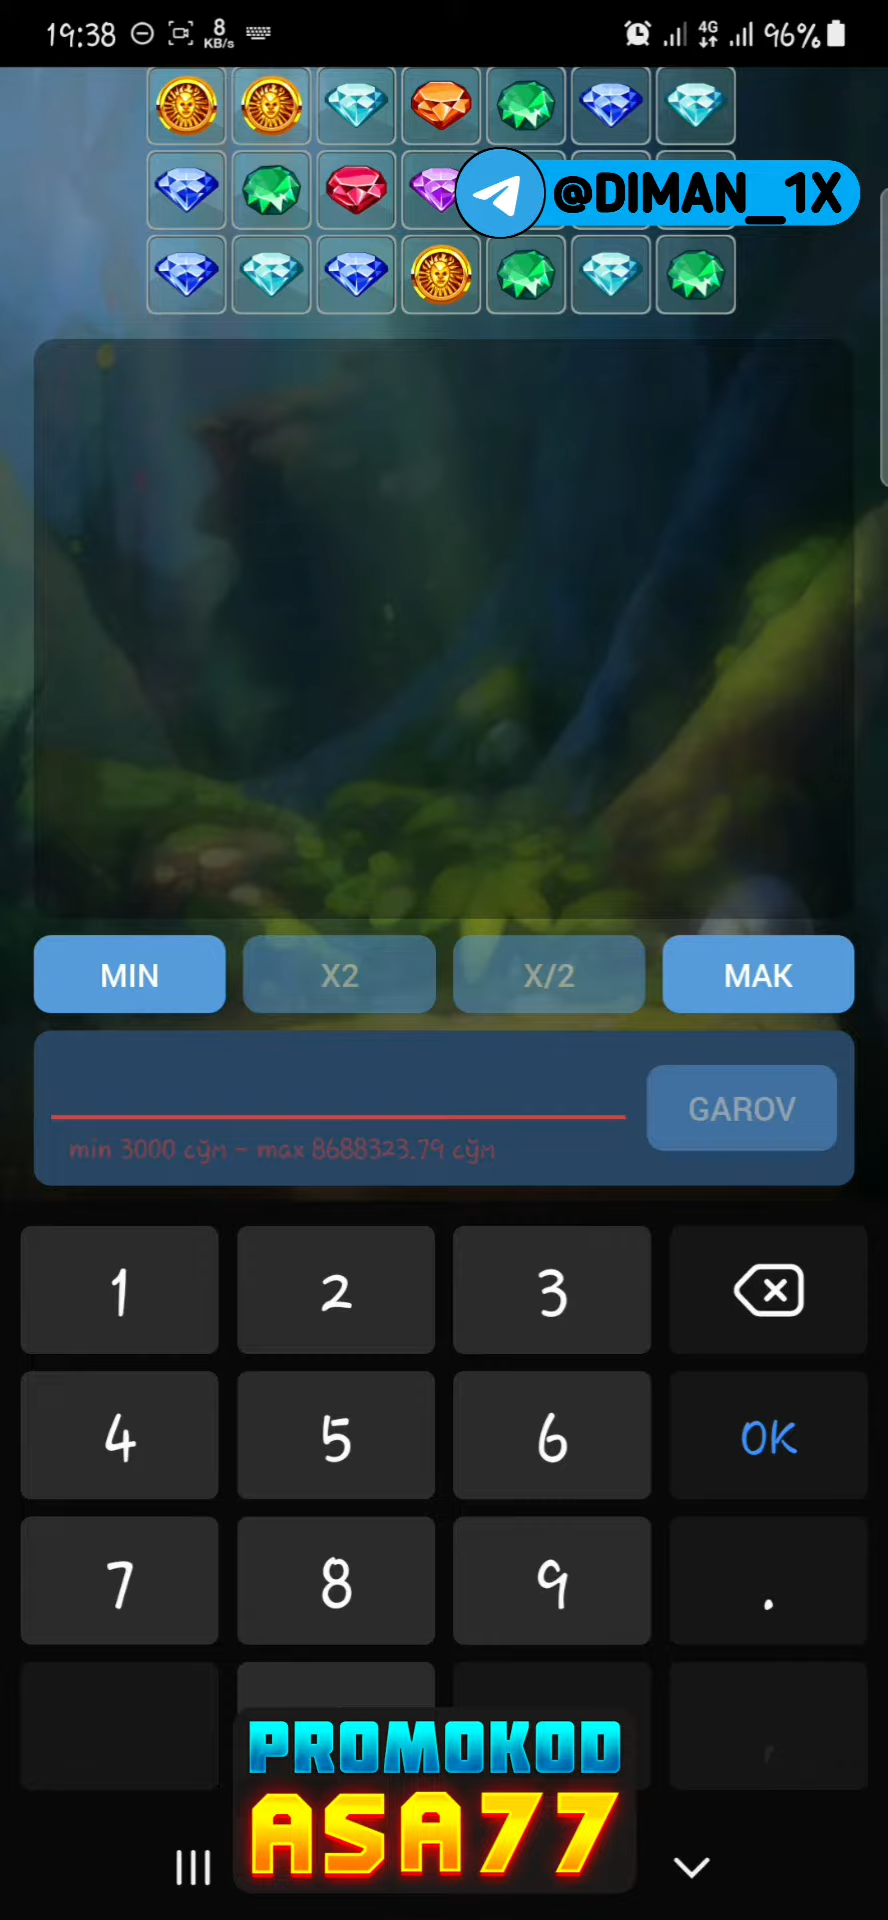 19:38 8 KB/s 4G 96%
@DIMAN_1X
MIN X2 X/2 MAK
GAROV
min 3000 сўм - max 8688323.79 сўм
1 2 3
4 5 6 OK
7 8 9 .
,
PROMOKOD
ASA77